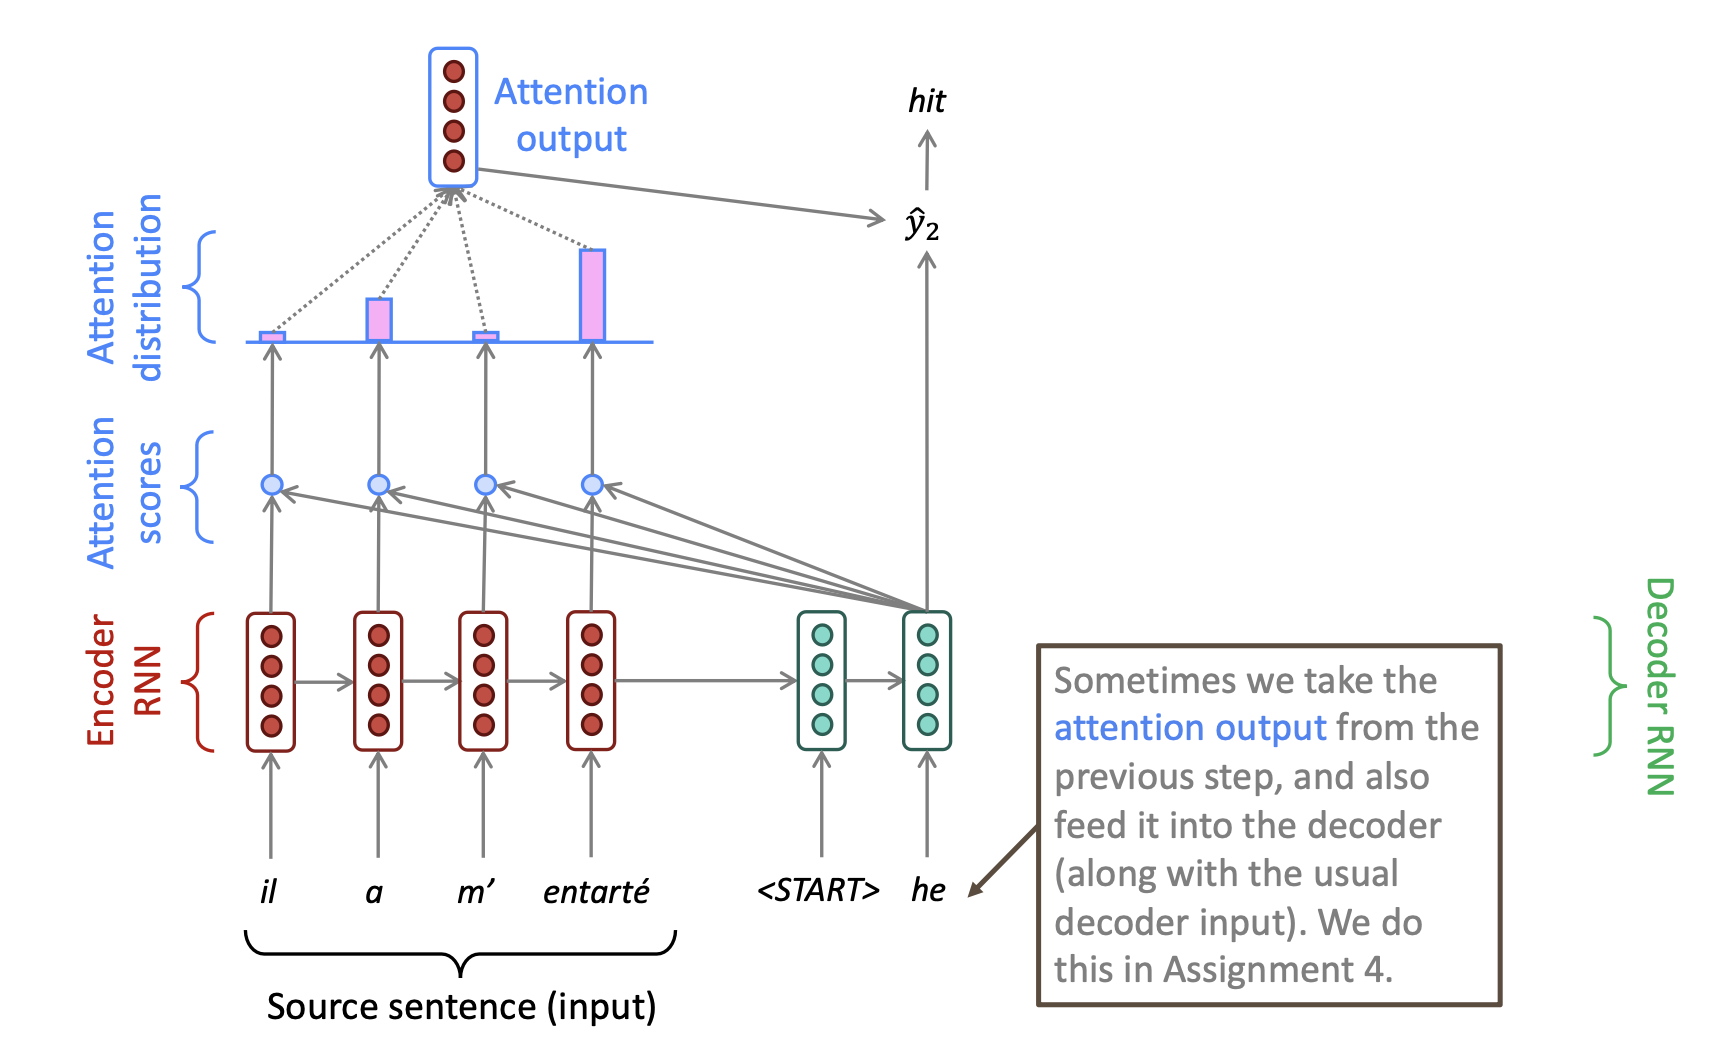 Attention
output
hit
ŷ₂
Attention
distribution
Attention
scores
Encoder
RNN
Decoder RNN
Sometimes we take the
attention output from the
previous step, and also
feed it into the decoder
(along with the usual
decoder input). We do
this in Assignment 4.
il a m’ entarté <START> he
Source sentence (input)